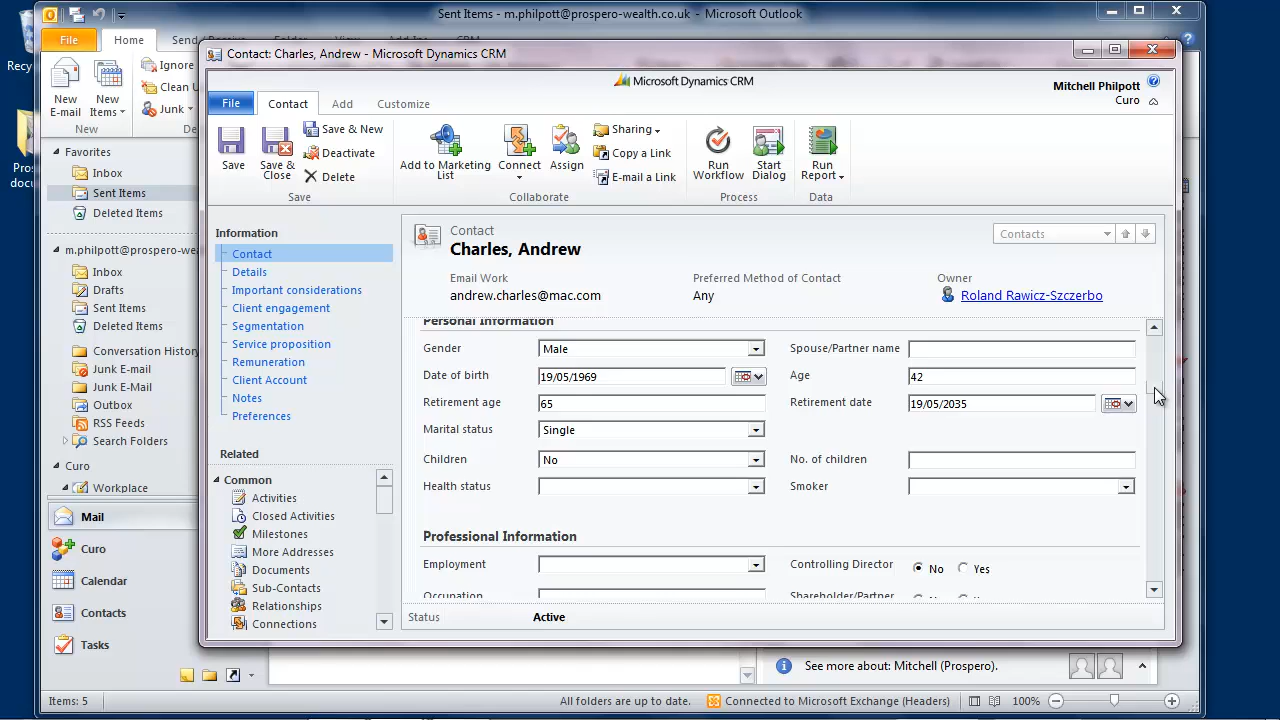 Sent Items - m.philpott@prospero-wealth.co.uk - Microsoft Outlook
File
Home
Contact: Charles, Andrew - Microsoft Dynamics CRM
Microsoft Dynamics CRM
Mitchell Philpott
Curo
File
Contact
Add
Customize
Save
Save & Close
Save & New
Deactivate
Delete
Save
Add to Marketing List
Connect
Assign
Sharing
Copy a Link
E-mail a Link
Collaborate
Run Workflow
Start Dialog
Process
Run Report
Data
New E-mail
New Items
Ignore
Clean U
Junk
New
Favorites
Inbox
Sent Items
Deleted Items
m.philpott@prospero-wea
Inbox
Drafts
Sent Items
Deleted Items
Conversation History
Junk E-mail
Junk E-Mail
Outbox
RSS Feeds
Search Folders
Curo
Workplace
Mail
Curo
Calendar
Contacts
Tasks
Information
Contact
Details
Important considerations
Client engagement
Segmentation
Service proposition
Remuneration
Client Account
Notes
Preferences
Related
Common
Activities
Closed Activities
Milestones
More Addresses
Documents
Sub-Contacts
Relationships
Connections
Contact
Charles, Andrew
Contacts
Email Work
andrew.charles@mac.com
Preferred Method of Contact
Any
Owner
Roland Rawicz-Szczerbo
Personal Information
Gender Male Spouse/Partner name
Date of birth 19/05/1969 Age 42
Retirement age 65 Retirement date 19/05/2035
Marital status Single
Children No No. of children
Health status Smoker
Professional Information
Employment Controlling Director No Yes
Occupation Shareholder/Partner
Status Active
See more about: Mitchell (Prospero).
Items: 5
All folders are up to date.
Connected to Microsoft Exchange (Headers)
100%